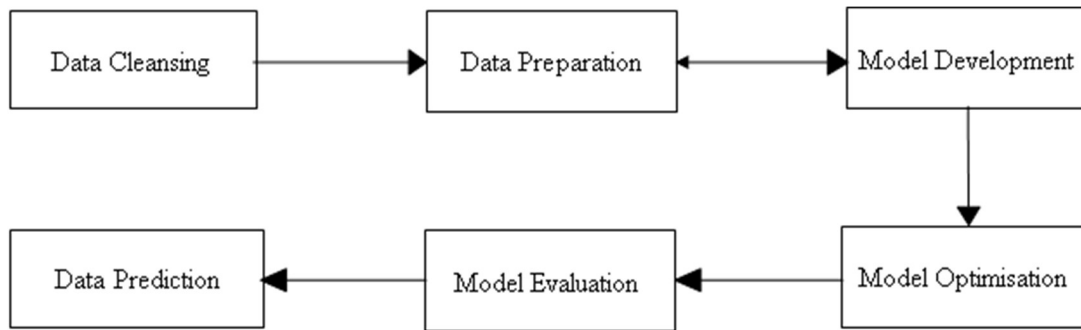 Data Cleansing
Data Preparation
Model Development
Model Optimisation
Model Evaluation
Data Prediction